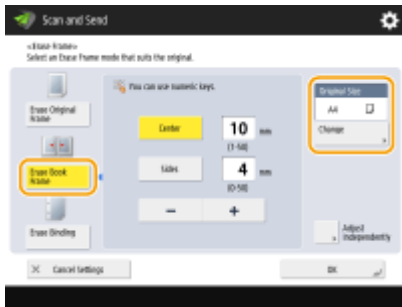 Scan and Send
<Erase Frame>
Select an Erase Frame mode that suits the original.
You can use numeric keys.
Erase Original
Frame
Erase Book
Frame
Erase Binding
Center
10 mm
(1-50)
Sides
4 mm
(0-50)
−
+
Original Size
A4
Change
Adjust
Independently
× Cancel Settings
OK